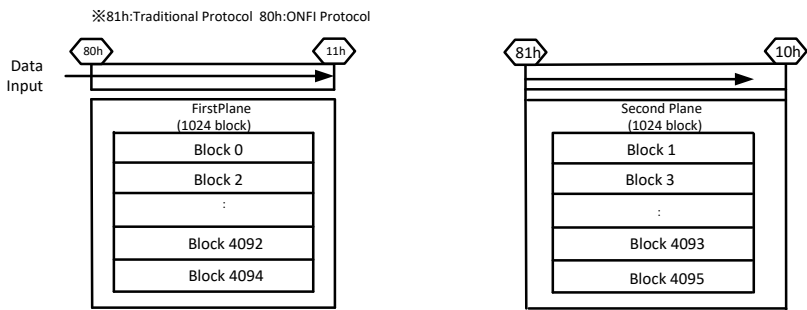 ※81h:Traditional Protocol 80h:ONFI Protocol
80h
11h
Data
Input
FirstPlane
(1024 block)
Block 0
Block 2
:
Block 4092
Block 4094
81h
10h
Second Plane
(1024 block)
Block 1
Block 3
:
Block 4093
Block 4095